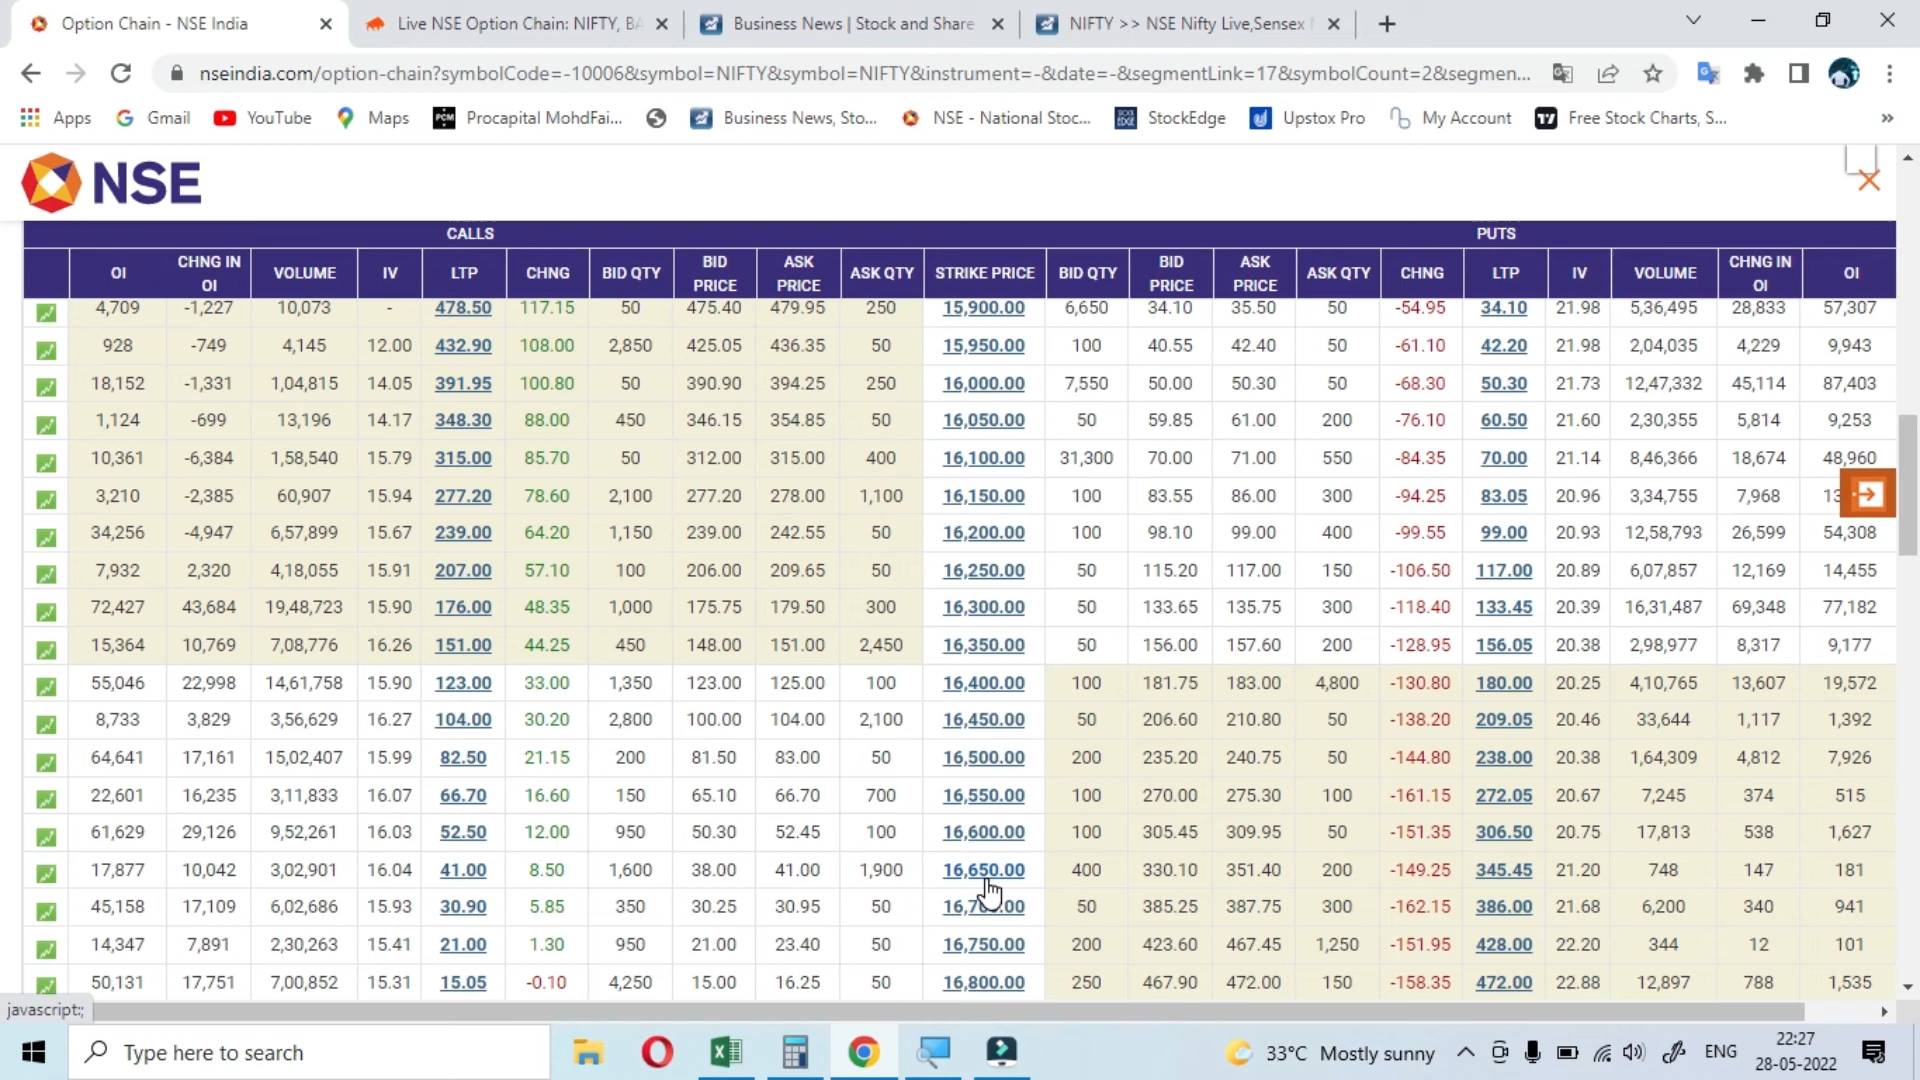 Option Chain - NSE India
Live NSE Option Chain: NIFTY, BA
Business News | Stock and Share
NIFTY >> NSE Nifty Live,Sensex
nseindia.com/option-chain?symbolCode=-10006&symbol=NIFTY&symbol=NIFTY&instrument=-&date=-&segmentLink=17&symbolCount=2&segmen...
Apps Gmail YouTube Maps PCM Procapital MohdFai... Business News, Sto... NSE - National Stoc... STOCK EDGE StockEdge Upstox Pro My Account Free Stock Charts, S... »
NSE
CALLS PUTS
OI CHNG IN OI VOLUME IV LTP CHNG BID QTY BID PRICE ASK PRICE ASK QTY STRIKE PRICE BID QTY BID PRICE ASK PRICE ASK QTY CHNG LTP IV VOLUME CHNG IN OI OI
4,709 -1,227 10,073 - 478.50 117.15 50 475.40 479.95 250 15,900.00 6,650 34.10 35.50 50 -54.95 34.10 21.98 5,36,495 28,833 57,307
928 -749 4,145 12.00 432.90 108.00 2,850 425.05 436.35 50 15,950.00 100 40.55 42.40 50 -61.10 42.20 21.98 2,04,035 4,229 9,943
18,152 -1,331 1,04,815 14.05 391.95 100.80 50 390.90 394.25 250 16,000.00 7,550 50.00 50.30 50 -68.30 50.30 21.73 12,47,332 45,114 87,403
1,124 -699 13,196 14.17 348.30 88.00 450 346.15 354.85 50 16,050.00 50 59.85 61.00 200 -76.10 60.50 21.60 2,30,355 5,814 9,253
10,361 -6,384 1,58,540 15.79 315.00 85.70 50 312.00 315.00 400 16,100.00 31,300 70.00 71.00 550 -84.35 70.00 21.14 8,46,366 18,674 48,960
3,210 -2,385 60,907 15.94 277.20 78.60 2,100 277.20 278.00 1,100 16,150.00 100 83.55 86.00 300 -94.25 83.05 20.96 3,34,755 7,968
34,256 -4,947 6,57,899 15.67 239.00 64.20 1,150 239.00 242.55 50 16,200.00 100 98.10 99.00 400 -99.55 99.00 20.93 12,58,793 26,599 54,308
7,932 2,320 4,18,055 15.91 207.00 57.10 100 206.00 209.65 50 16,250.00 50 115.20 117.00 150 -106.50 117.00 20.89 6,07,857 12,169 14,455
72,427 43,684 19,48,723 15.90 176.00 48.35 1,000 175.75 179.50 300 16,300.00 50 133.65 135.75 300 -118.40 133.45 20.39 16,31,487 69,348 77,182
15,364 10,769 7,08,776 16.26 151.00 44.25 450 148.00 151.00 2,450 16,350.00 50 156.00 157.60 200 -128.95 156.05 20.38 2,98,977 8,317 9,177
55,046 22,998 14,61,758 15.90 123.00 33.00 1,350 123.00 125.00 100 16,400.00 100 181.75 183.00 4,800 -130.80 180.00 20.25 4,10,765 13,607 19,572
8,733 3,829 3,56,629 16.27 104.00 30.20 2,800 100.00 104.00 2,100 16,450.00 50 206.60 210.80 50 -138.20 209.05 20.46 33,644 1,117 1,392
64,641 17,161 15,02,407 15.99 82.50 21.15 200 81.50 83.00 50 16,500.00 200 235.20 240.75 50 -144.80 238.00 20.38 1,64,309 4,812 7,926
22,601 16,235 3,11,833 16.07 66.70 16.60 150 65.10 66.70 700 16,550.00 100 270.00 275.30 100 -161.15 272.05 20.67 7,245 374 515
61,629 29,126 9,52,261 16.03 52.50 12.00 950 50.30 52.45 100 16,600.00 100 305.45 309.95 50 -151.35 306.50 20.75 17,813 538 1,627
17,877 10,042 3,02,901 16.04 41.00 8.50 1,600 38.00 41.00 1,900 16,650.00 400 330.10 351.40 200 -149.25 345.45 21.20 748 147 181
45,158 17,109 6,02,686 15.93 30.90 5.85 350 30.25 30.95 50 50 385.25 387.75 300 -162.15 386.00 21.68 6,200 340 941
14,347 7,891 2,30,263 15.41 21.00 1.30 950 21.00 23.40 50 16,750.00 200 423.60 467.45 1,250 -151.95 428.00 22.20 344 12 101
50,131 17,751 7,00,852 15.31 15.05 -0.10 4,250 15.00 16.25 50 16,800.00 250 467.90 472.00 150 -158.35 472.00 22.88 12,897 788 1,535
javascript:;
Type here to search
33°C Mostly sunny
ENG
22:27
28-05-2022